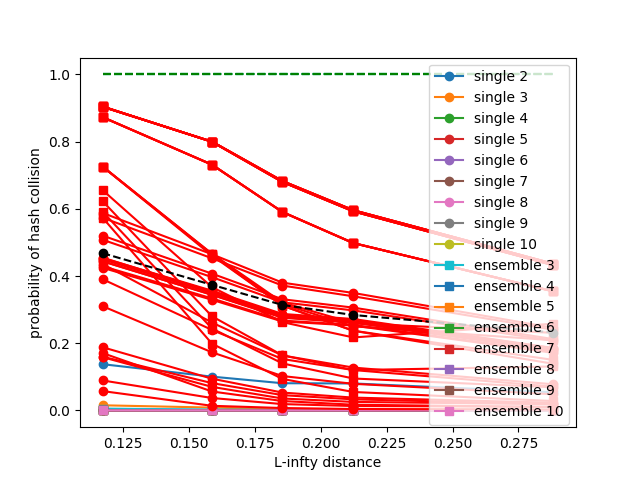 1.0
0.8
0.6
0.4
0.2
0.0
probability of hash collision
0.125
0.150
0.175
0.200
0.225
0.250
0.275
L-infty distance
single 2
single 3
single 4
single 5
single 6
single 7
single 8
single 9
single 10
ensemble 3
ensemble 4
ensemble 5
ensemble 6
ensemble 7
ensemble 8
ensemble 9
ensemble 10